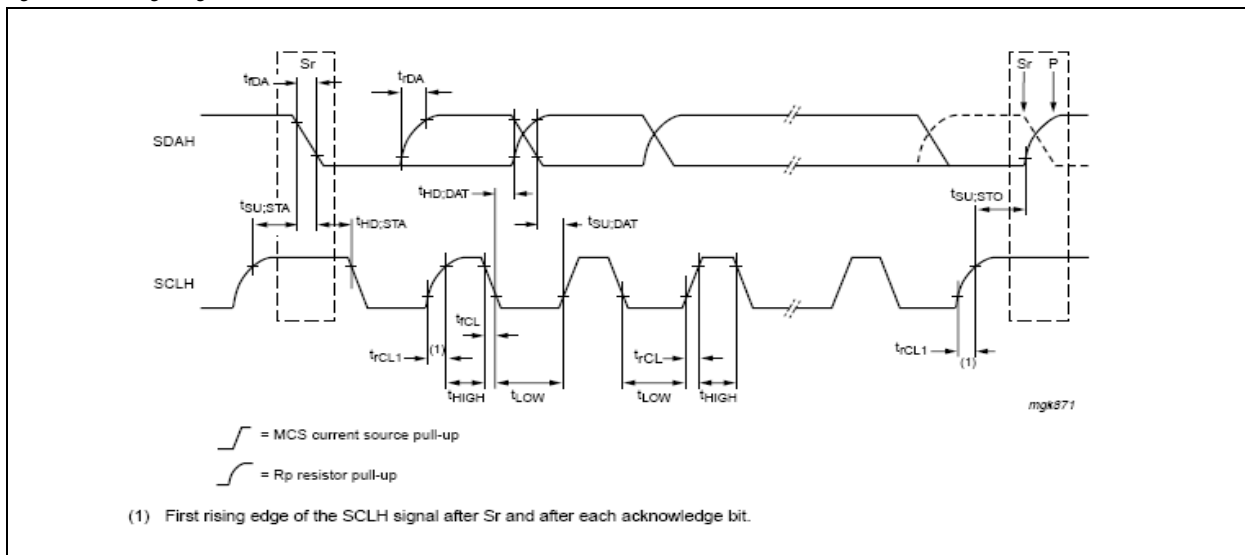 Sr
Sr P
tfDA
trDA
SDAH
tHD;DAT
tSU;STA
tHD;STA
tSU;DAT
tSU;STO
SCLH
tfCL
trCL1
(1)
trCL
trCL1
(1)
tHIGH
tLOW
tLOW
tHIGH
mgk871
= MCS current source pull-up
= Rp resistor pull-up
(1) First rising edge of the SCLH signal after Sr and after each acknowledge bit.